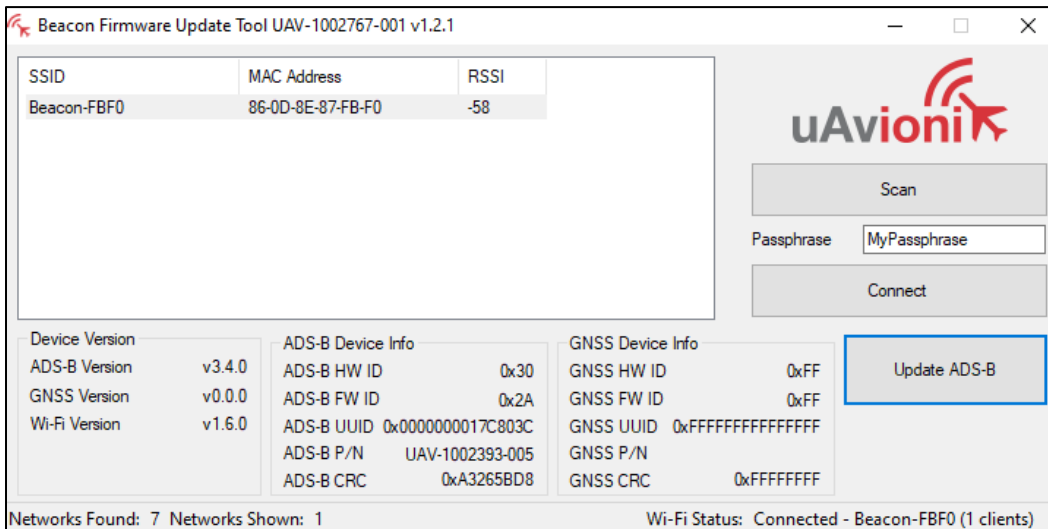 Beacon Firmware Update Tool UAV-1002767-001 v1.2.1
SSID MAC Address RSSI
Beacon-FBF0 86-0D-8E-87-FB-F0 -58
uAvionix
Scan
Passphrase MyPassphrase
Connect
Device Version
ADS-B Version v3.4.0
GNSS Version v0.0.0
Wi-Fi Version v1.6.0
ADS-B Device Info
ADS-B HW ID 0x30
ADS-B FW ID 0x2A
ADS-B UUID 0x0000000017C803C
ADS-B P/N UAV-1002393-005
ADS-B CRC 0xA3265BD8
GNSS Device Info
GNSS HW ID 0xFF
GNSS FW ID 0xFF
GNSS UUID 0xFFFFFFFFFFFFFFF
GNSS P/N
GNSS CRC 0xFFFFFFFF
Update ADS-B
Networks Found: 7 Networks Shown: 1
Wi-Fi Status: Connected - Beacon-FBF0 (1 clients)